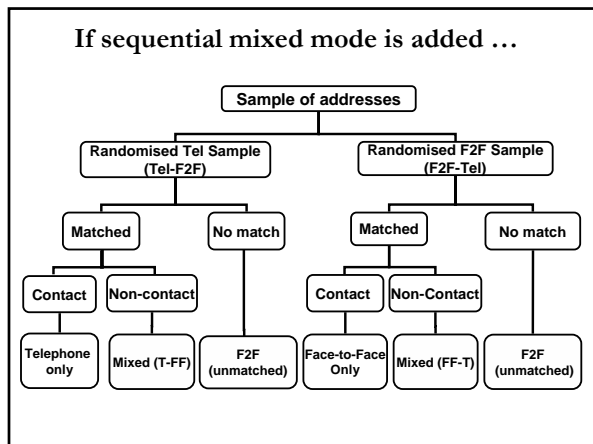 If sequential mixed mode is added …
Sample of addresses
Randomised Tel Sample
(Tel-F2F)
Randomised F2F Sample
(F2F-Tel)
Matched
No match
Matched
No match
Contact
Non-contact
Contact
Non-Contact
Telephone
only
Mixed (T-FF)
F2F
(unmatched)
Face-to-Face
Only
Mixed (FF-T)
F2F
(unmatched)